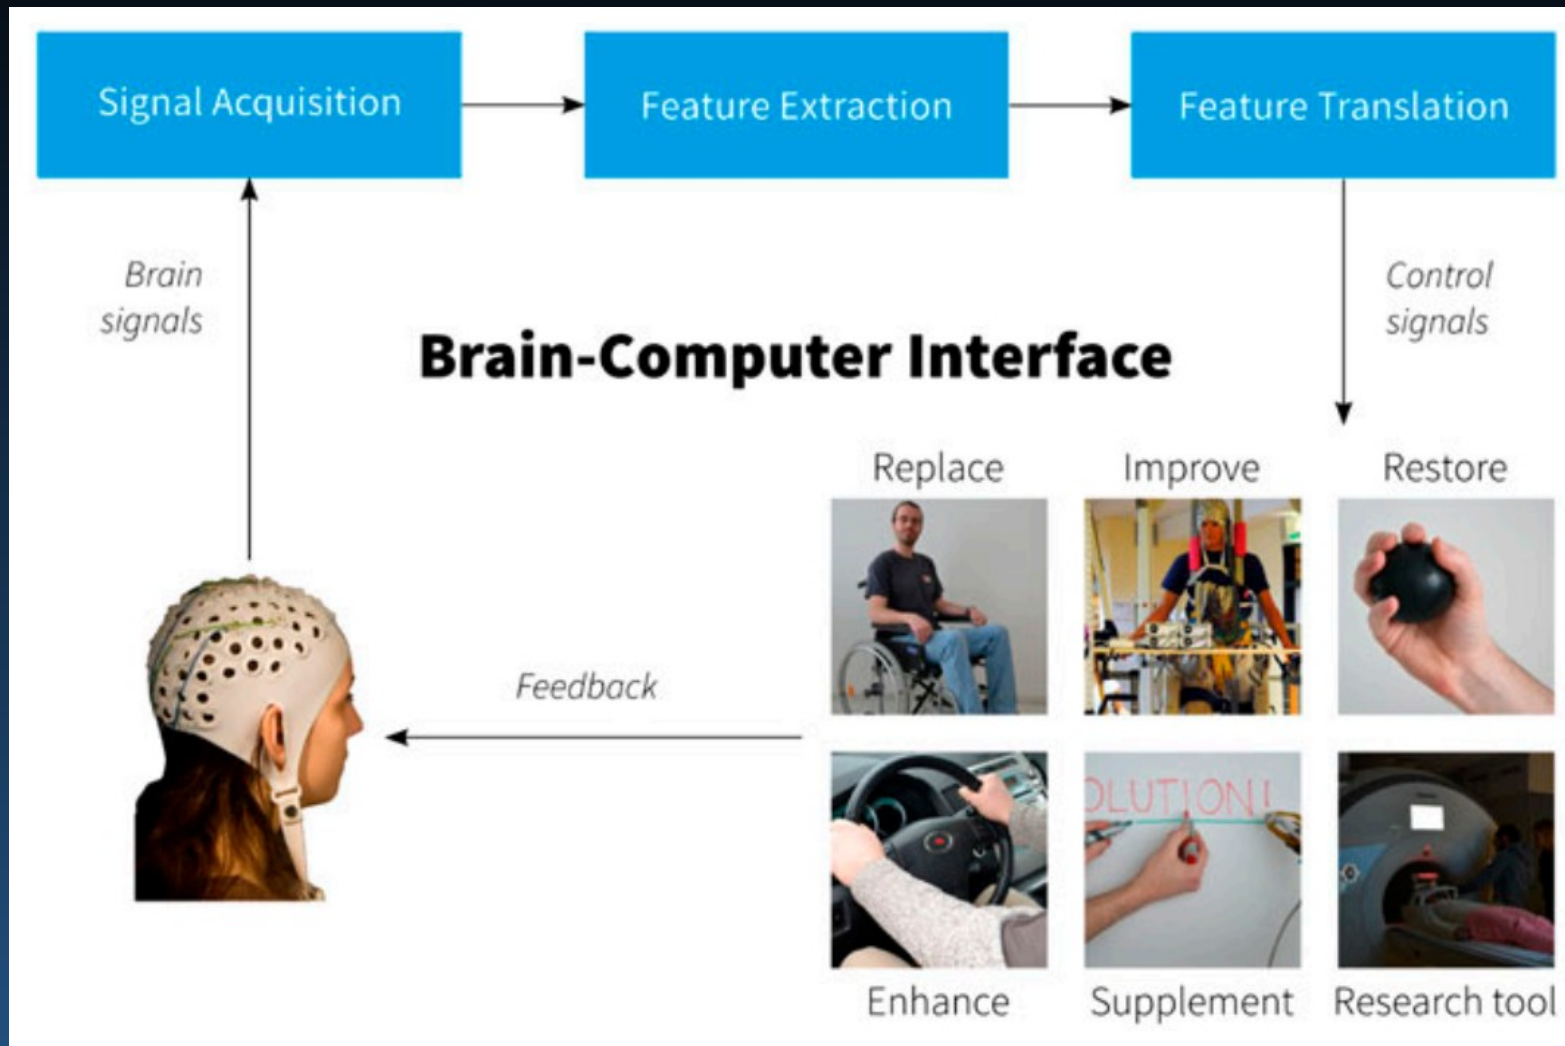 Signal Acquisition
Feature Extraction
Feature Translation
Brain
signals
Control
signals
Brain-Computer Interface
Replace
Improve
Restore
Feedback
OLUTION!
Enhance
Supplement
Research tool